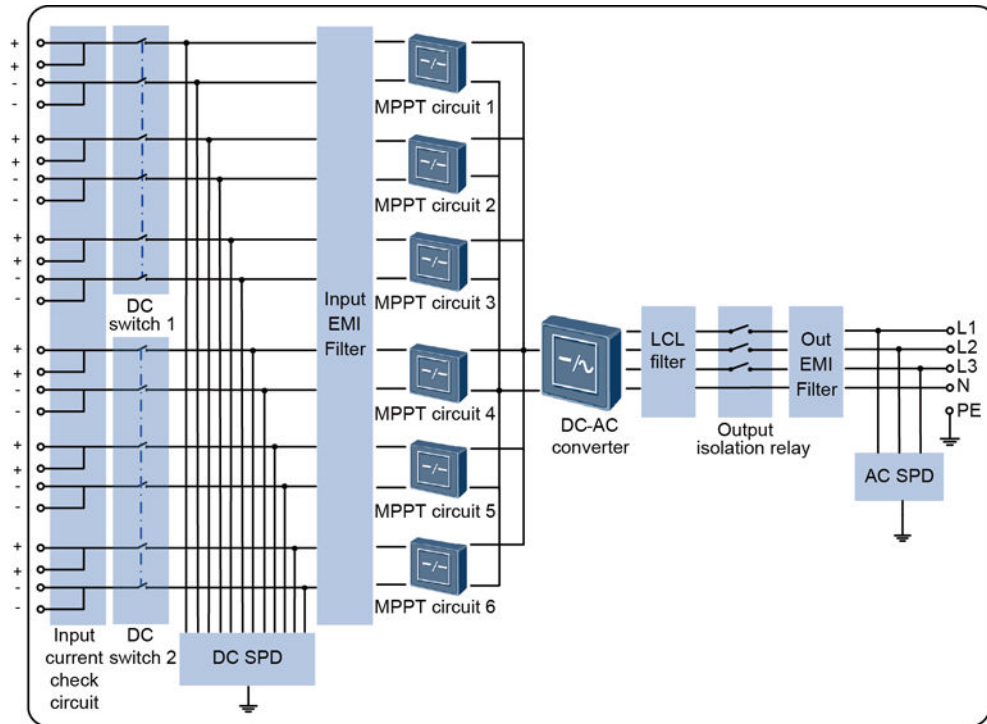 +
+
-
-
+
+
-
-
+
+
-
-
+
+
-
-
+
+
-
-
+
+
-
-
DC
switch 1
DC
switch 2
Input
current
check
circuit
DC SPD
Input
EMI
Filter
MPPT circuit 1
MPPT circuit 2
MPPT circuit 3
MPPT circuit 4
MPPT circuit 5
MPPT circuit 6
DC-AC
converter
LCL
filter
Output
isolation relay
Out
EMI
Filter
L1
L2
L3
N
PE
AC SPD